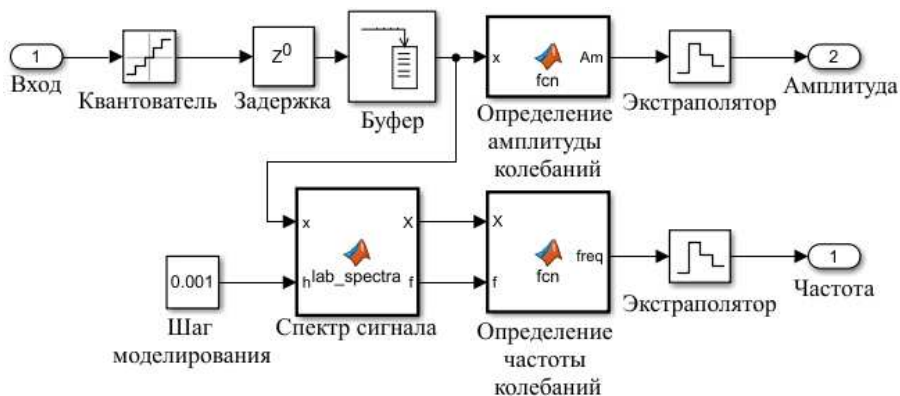 1
Вход
Квантователь
Z0
Задержка
Буфер
x
Am
fcn
Определение
амплитуды
колебаний
Экстраполятор
2
Амплитуда
0.001
Шаг
моделирования
x
X
h
lab_spectra
f
Спектр сигнала
X
f
freq
fcn
Определение
частоты
колебаний
Экстраполятор
1
Частота